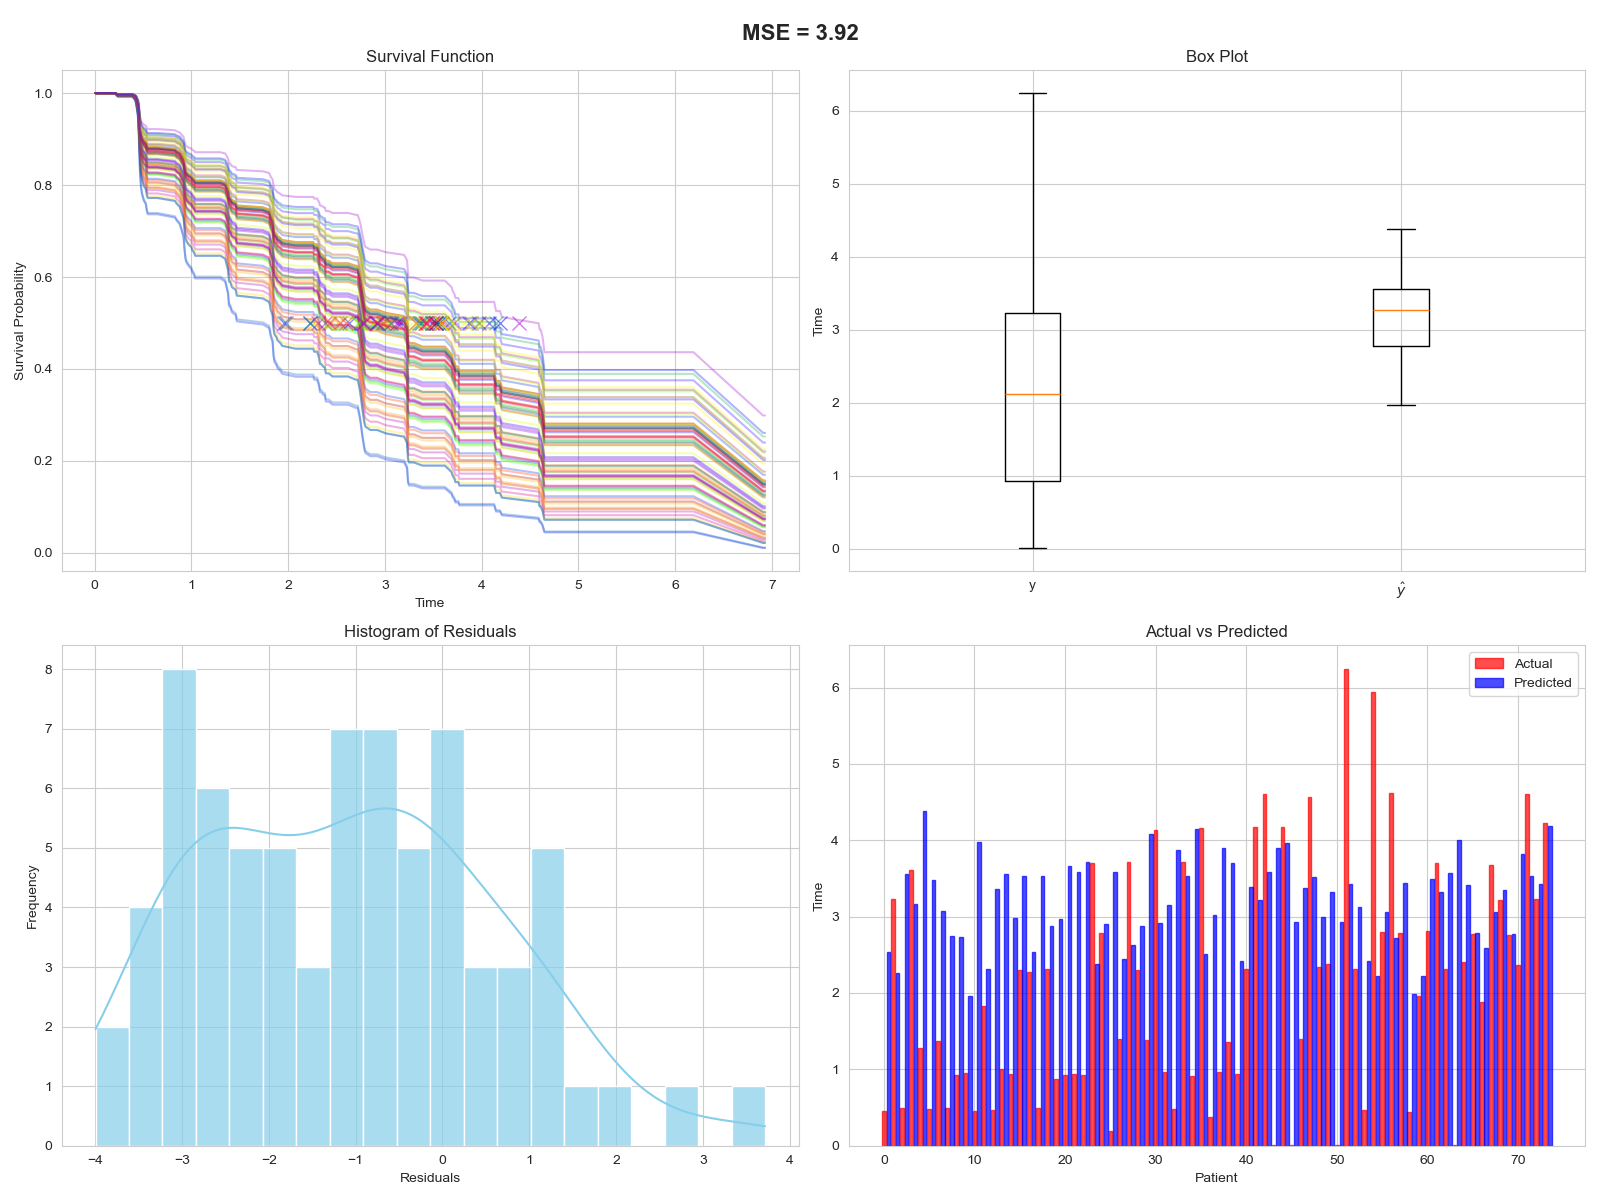 MSE = 3.92
Survival Function
Survival Probability
1.0
0.8
0.6
0.4
0.2
0.0
0 1 2 3 4 5 6 7
Time
Box Plot
Time
6
5
4
3
2
1
0
y ŷ
Histogram of Residuals
Frequency
8
7
6
5
4
3
2
1
0
−4 −3 −2 −1 0 1 2 3 4
Residuals
Actual vs Predicted
Actual
Predicted
Time
6
5
4
3
2
1
0
0 10 20 30 40 50 60 70
Patient